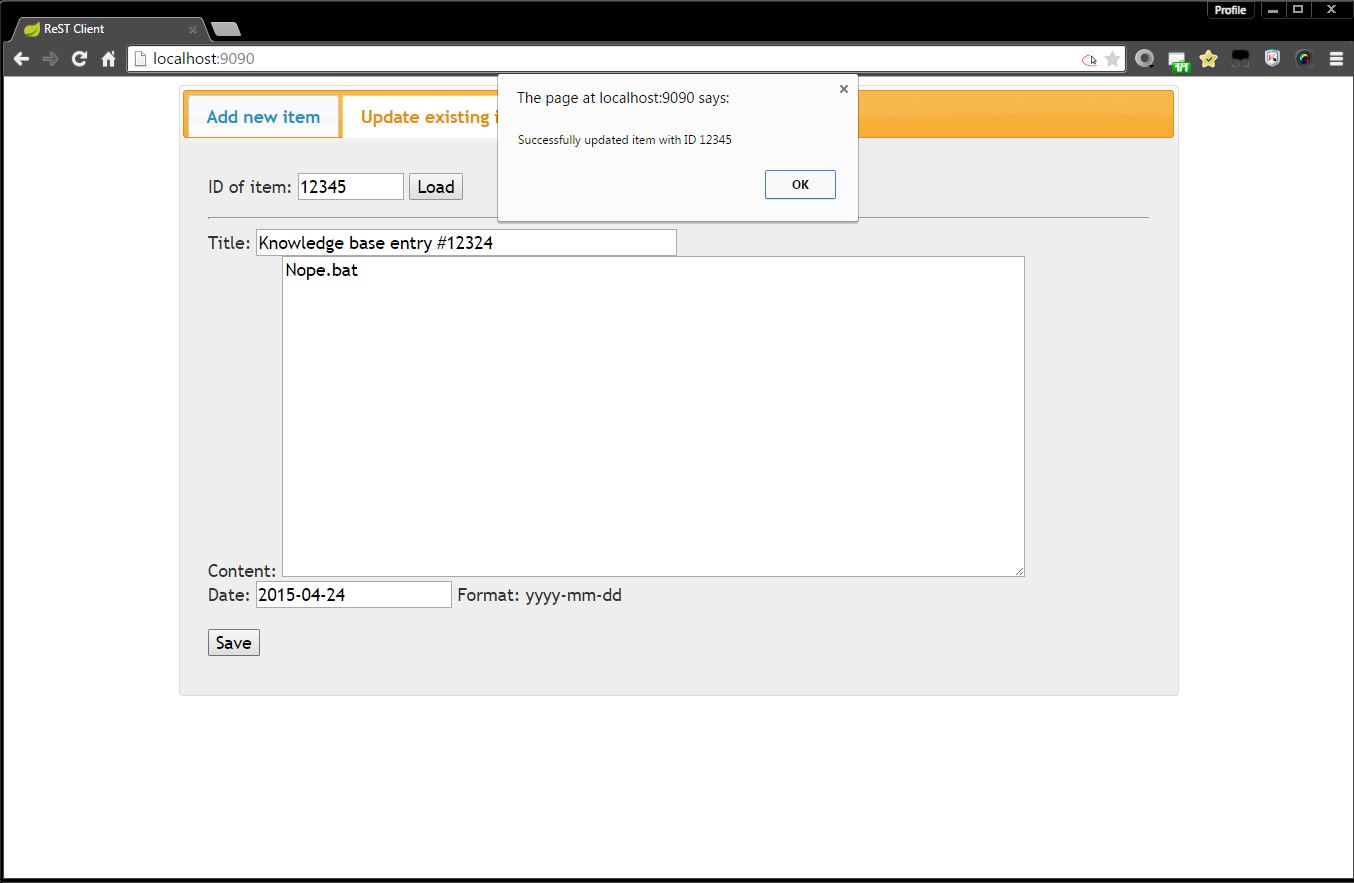 Profile
ReST Client
localhost:9090
1/1
The page at localhost:9090 says:
Successfully updated item with ID 12345
OK
Add new item
Update existing
ID of item: 12345 Load
Title: Knowledge base entry #12324
Nope.bat
Content:
Date: 2015-04-24 Format: yyyy-mm-dd
Save